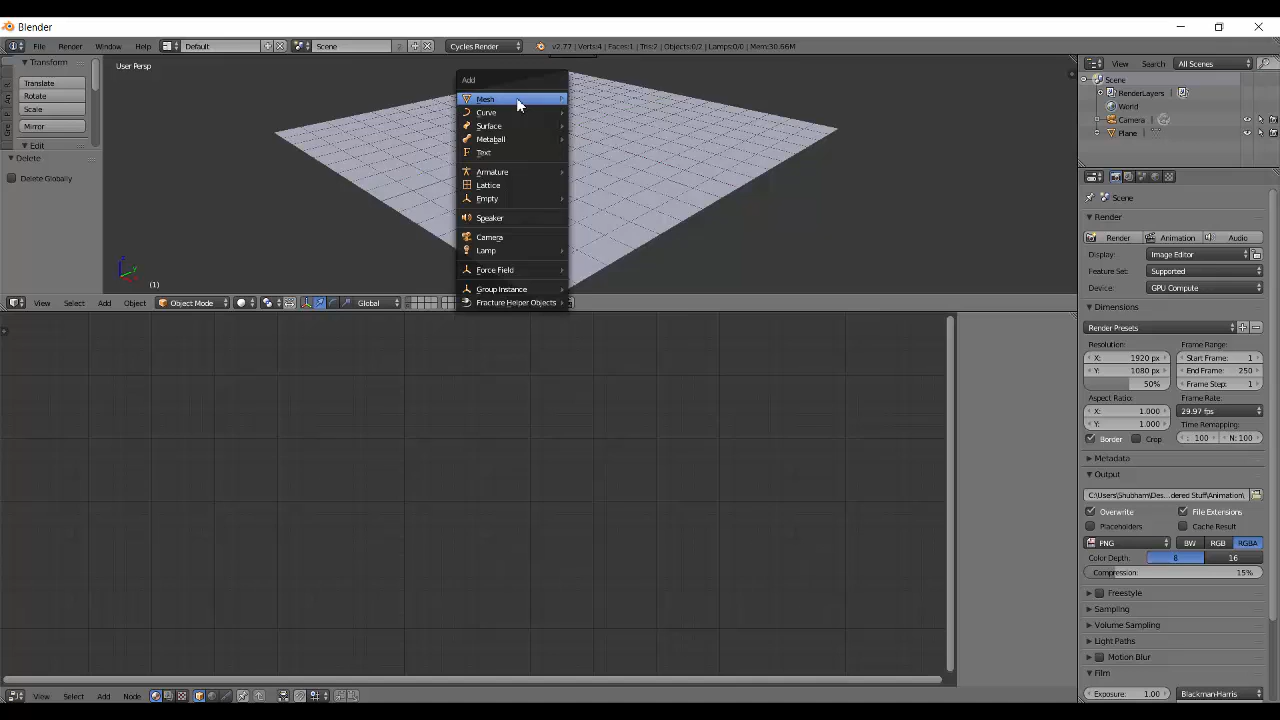 Blender
File Render Window Help Default Scene 2 Cycles Render v2.77 | Verts:4 | Faces:1 | Tris:2 | Objects:0/2 | Lamps:0/0 | Mem:30.66M
Transform
Translate
Rotate
Scale
Mirror
Edit
Delete
Delete Globally
User Persp
(1)
Add
Mesh
Curve
Surface
Metaball
Text
Armature
Lattice
Empty
Speaker
Camera
Lamp
Force Field
Group Instance
Fracture Helper Objects
View Select Add Object Object Mode Global
View Search All Scenes
Scene
RenderLayers
World
Camera
Plane
Scene
Render
Render Animation Audio
Display: Image Editor
Feature Set: Supported
Device: GPU Compute
Dimensions
Render Presets
Resolution: Frame Range:
X: 1920 px Start Frame: 1
Y: 1080 px End Frame: 250
50% Frame Step: 1
Aspect Ratio: Frame Rate:
X: 1.000 29.97 fps
Y: 1.000 Time Remapping:
Border Crop : 100 N: 100
Metadata
Output
C:\Users\Shubham\Des...dered Stuff\Animation\
Overwrite File Extensions
Placeholders Cache Result
PNG BW RGB RGBA
Color Depth: 8 16
Compression: 15%
Freestyle
Sampling
Volume Sampling
Light Paths
Motion Blur
Film
Exposure: 1.00 Blackman-Harris
View Select Add Node